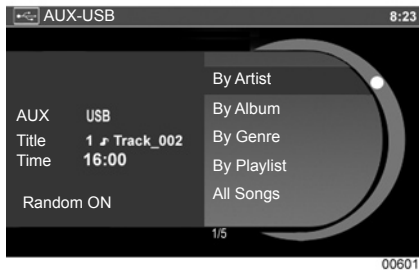 AUX-USB 8:23
By Artist
By Album
By Genre
By Playlist
All Songs
1/5
AUX USB
Title 1 Track_002
Time 16:00
Random ON
00601